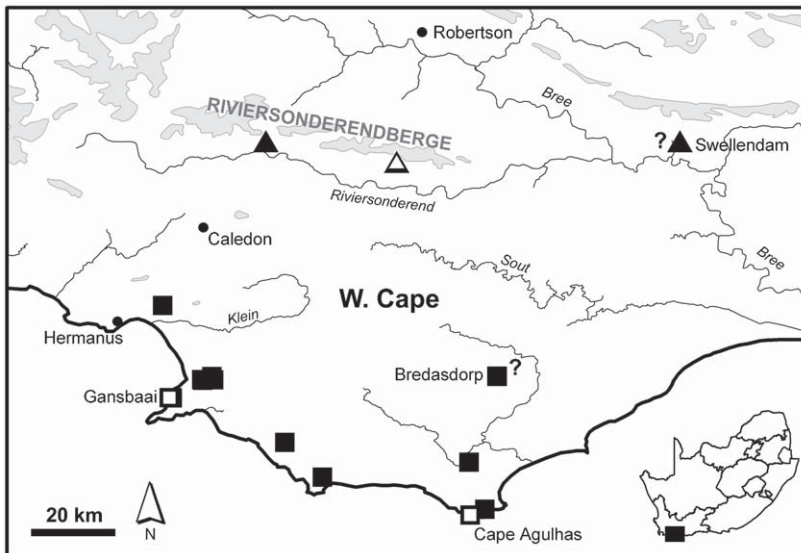 Robertson
RIVIERSONDERENDBERGE
Bree
?
Swellendam
Riviersonderend
Caledon
Sout
Bree
W. Cape
Klein
Hermanus
Bredasdorp
?
Gansbaai
20 km
N
Cape Agulhas